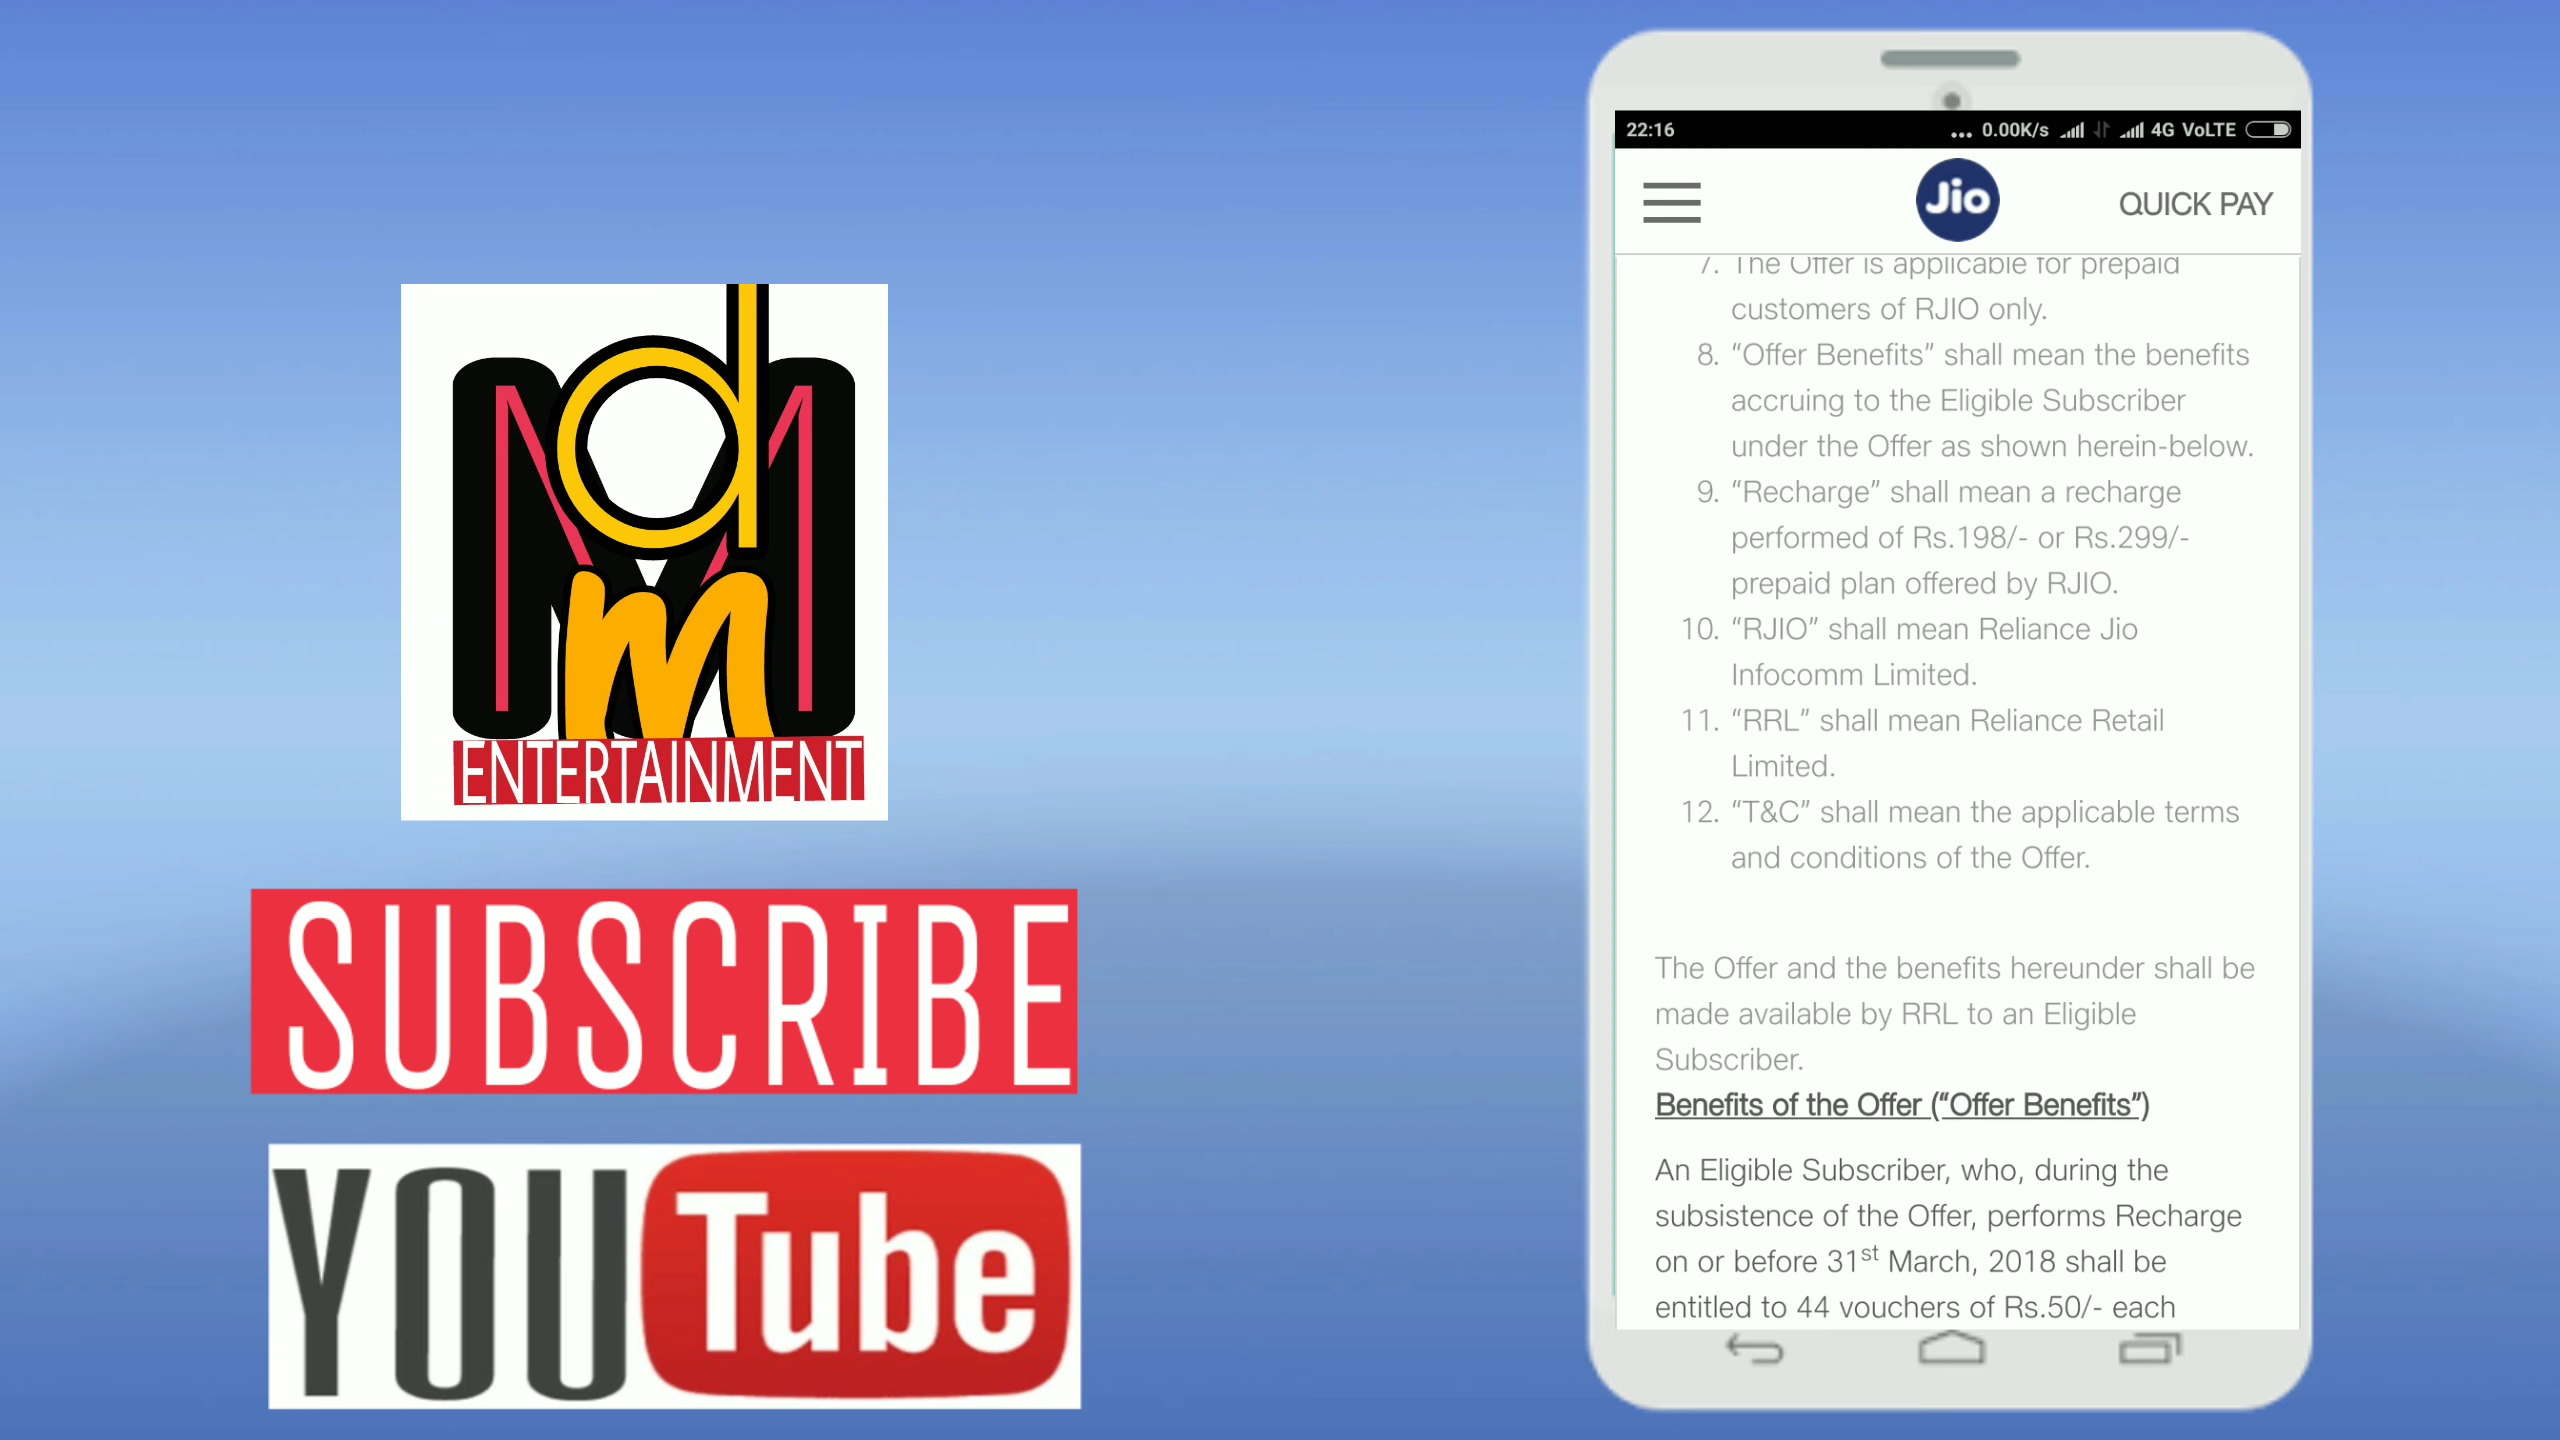 M M
d
m
ENTERTAINMENT
SUBSCRIBE
YOU Tube
22:16 ... 0.00K/s 4G VoLTE
Jio QUICK PAY
7. The Offer is applicable for prepaid
customers of RJIO only.
8. “Offer Benefits” shall mean the benefits
accruing to the Eligible Subscriber
under the Offer as shown herein-below.
9. “Recharge” shall mean a recharge
performed of Rs.198/- or Rs.299/-
prepaid plan offered by RJIO.
10. “RJIO” shall mean Reliance Jio
Infocomm Limited.
11. “RRL” shall mean Reliance Retail
Limited.
12. “T&C” shall mean the applicable terms
and conditions of the Offer.
The Offer and the benefits hereunder shall be
made available by RRL to an Eligible
Subscriber.
Benefits of the Offer (“Offer Benefits”)
An Eligible Subscriber, who, during the
subsistence of the Offer, performs Recharge
on or before 31st March, 2018 shall be
entitled to 44 vouchers of Rs.50/- each